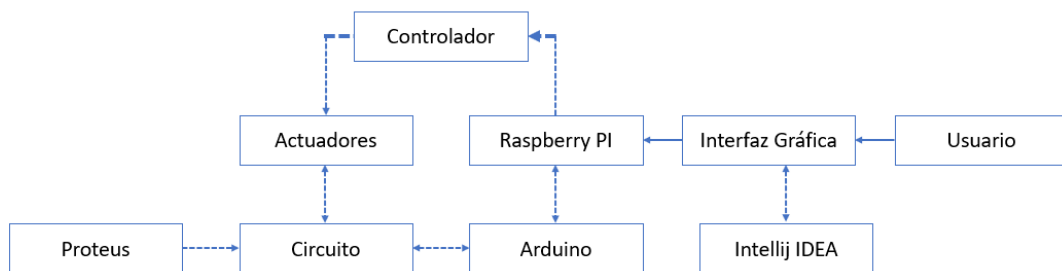 Controlador
Actuadores
Raspberry PI
Interfaz Gráfica
Usuario
Proteus
Circuito
Arduino
Intellij IDEA